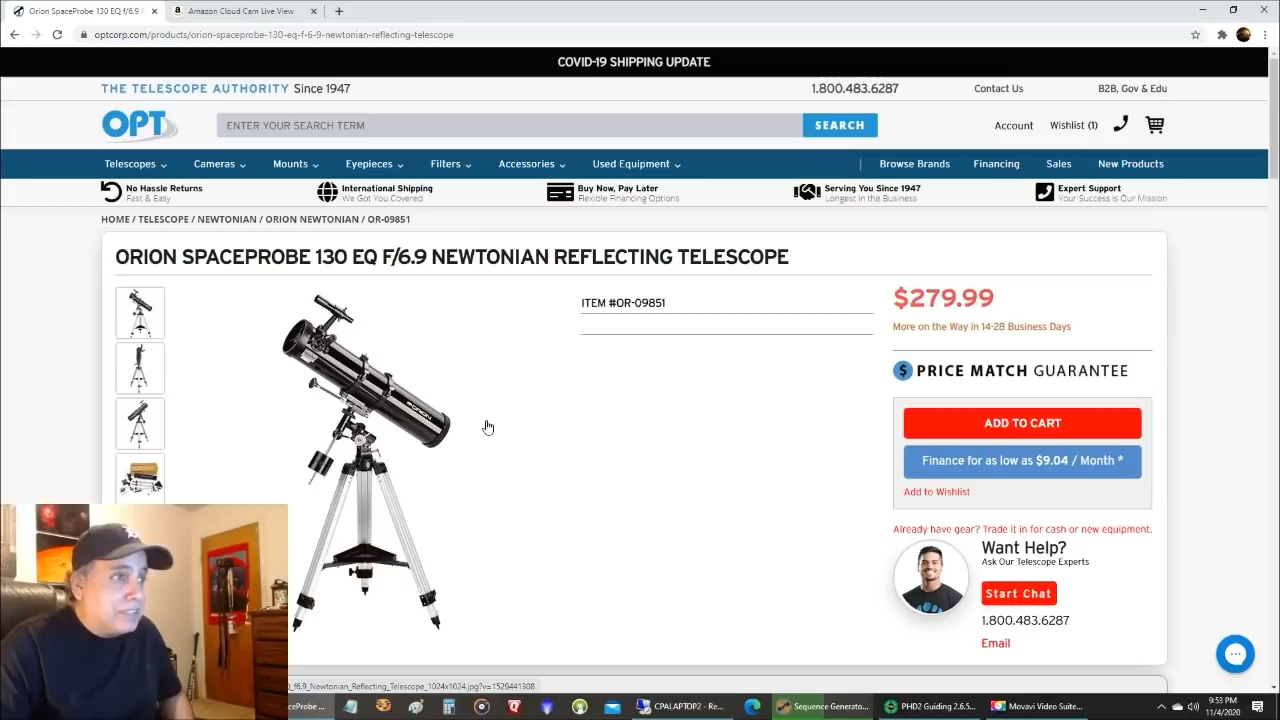 Orion SpaceProbe 130 EQ f/6.9 N
Amazon Cloud Cam Live View
optcorp.com/products/orion-spaceprobe-130-eq-f-6-9-newtonian-reflecting-telescope
COVID-19 SHIPPING UPDATE
THE TELESCOPE AUTHORITY Since 1947
1.800.483.6287
Contact Us
B2B, Gov & Edu
OPT
ENTER YOUR SEARCH TERM
SEARCH
Account
Wishlist (1)
Telescopes
Cameras
Mounts
Eyepieces
Filters
Accessories
Used Equipment
Browse Brands
Financing
Sales
New Products
No Hassle Returns
Fast & Easy
International Shipping
We Got You Covered
Buy Now, Pay Later
Flexible Financing Options
Serving You Since 1947
Longest in the Business
Expert Support
Your Success is Our Mission
HOME / TELESCOPE / NEWTONIAN / ORION NEWTONIAN / OR-09851
ORION SPACEPROBE 130 EQ F/6.9 NEWTONIAN REFLECTING TELESCOPE
ITEM #OR-09851
$279.99
More on the Way in 14-28 Business Days
$ PRICE MATCH GUARANTEE
ADD TO CART
Finance for as low as $9.04 / Month *
Add to Wishlist
Already have gear? Trade it in for cash or new equipment.
Want Help?
Ask Our Telescope Experts
Start Chat
1.800.483.6287
Email
ORION
Q_f6.9_Newtonian_Reflecting_Telescope_1024x1024.jpg?v=1529441308
ceProbe ...
CPALAPTOP2 - Re...
Sequence Generato...
PHD2 Guiding 2.6.5...
Movavi Video Suite...
9:53 PM
11/4/2020